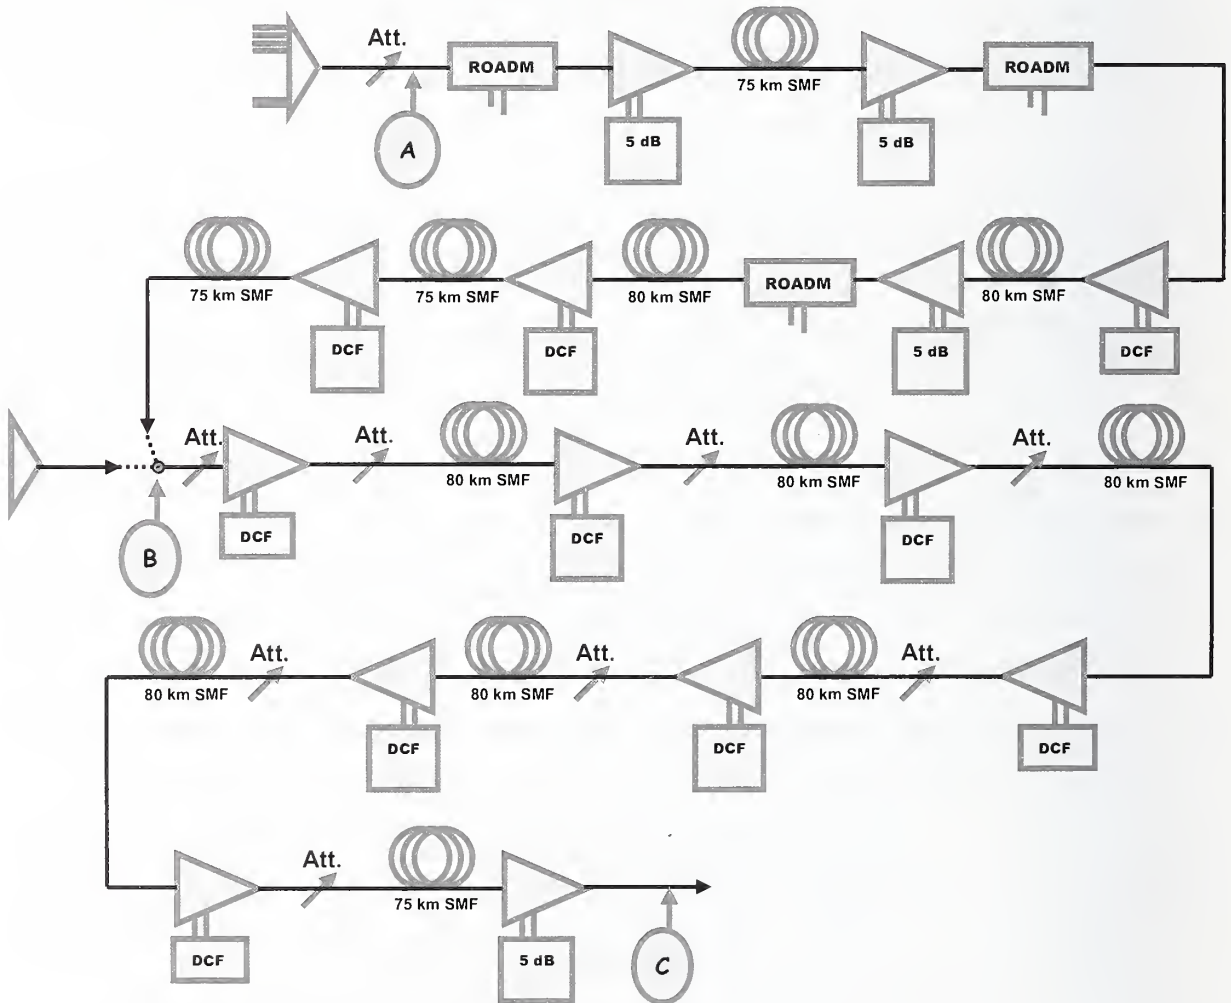 Att.
ROADM
75 km SMF
ROADM
A
5 dB
5 dB
75 km SMF
75 km SMF
80 km SMF
ROADM
80 km SMF
DCF
DCF
5 dB
DCF
Att.
Att.
80 km SMF
Att.
80 km SMF
Att.
80 km SMF
B
DCF
DCF
DCF
80 km SMF
Att.
80 km SMF
Att.
80 km SMF
Att.
DCF
DCF
DCF
Att.
75 km SMF
DCF
5 dB
C